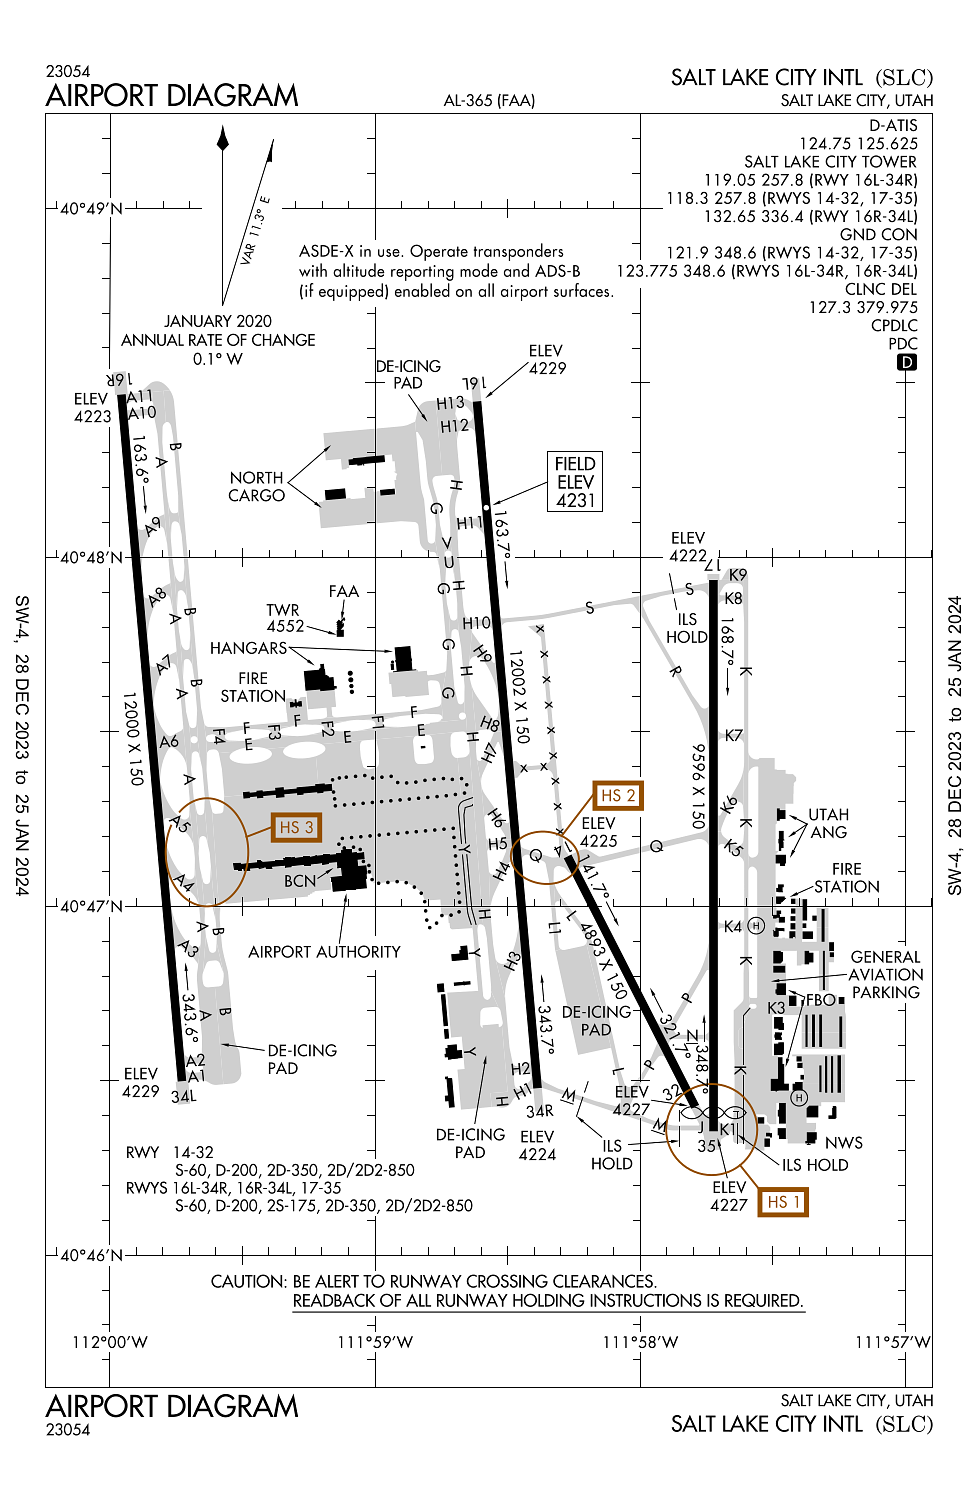 23054
AIRPORT DIAGRAM
AL-365 (FAA)
SALT LAKE CITY INTL (SLC)
SALT LAKE CITY, UTAH
D-ATIS
124.75 125.625
SALT LAKE CITY TOWER
119.05 257.8 (RWY 16L-34R)
118.3 257.8 (RWYS 14-32, 17-35)
132.65 336.4 (RWY 16R-34L)
GND CON
121.9 348.6 (RWYS 14-32, 17-35)
123.775 348.6 (RWYS 16L-34R, 16R-34L)
CLNC DEL
127.3 379.975
CPDLC
PDC
D
40°49'N
VAR 11.3° E
JANUARY 2020
ANNUAL RATE OF CHANGE
0.1° W
ASDE-X in use. Operate transponders
with altitude reporting mode and ADS-B
(if equipped) enabled on all airport surfaces.
16R
ELEV
4223
A11
A10
163.6°
B
A
A9
DE-ICING
PAD
16L
ELEV
4229
H13
H12
NORTH
CARGO
FIELD
ELEV
4231
H
G
H11
163.7°
V
U
H
G
40°48'N
ELEV
4222
17
K9
K8
S
S
ILS
HOLD
168.7°
A8
B
A
FAA
TWR
4552
HANGARS
H10
H9
G
H
G
A7
B
A
FIRE
STATION
R
K
12000 X 150
12002 X 150
9596 X 150
A6
F4
F
E
F3
F
F2
E
F1
F
E
H
H8
H7
K7
A
A5
A4
HS 3
HS 2
ELEV
4225
H6
H5
H4
Q
14
141.7°
Q
K6
K
K5
UTAH
ANG
FIRE
STATION
Y
BCN
AIRPORT AUTHORITY
40°47'N
A
B
A3
H
Y
H3
L
L1
4893 X 150
K4
H
K
GENERAL
AVIATION
PARKING
FBO
K3
343.6°
A
B
DE-ICING
PAD
343.7°
DE-ICING
PAD
321.7°
P
P
N
348.7°
K
H
ELEV
4229
A2
A1
34L
Y
H
H2
H1
34R
M
L
32
ELEV
4227
M
J
K1
T
35
ILS
HOLD
ILS HOLD
NWS
DE-ICING
PAD
ELEV
4224
ELEV
4227
HS 1
RWY 14-32
S-60, D-200, 2D-350, 2D/2D2-850
RWYS 16L-34R, 16R-34L, 17-35
S-60, D-200, 2S-175, 2D-350, 2D/2D2-850
40°46'N
CAUTION: BE ALERT TO RUNWAY CROSSING CLEARANCES.
READBACK OF ALL RUNWAY HOLDING INSTRUCTIONS IS REQUIRED.
112°00'W
111°59'W
111°58'W
111°57'W
AIRPORT DIAGRAM
23054
SALT LAKE CITY, UTAH
SALT LAKE CITY INTL (SLC)
SW-4, 28 DEC 2023 to 25 JAN 2024
SW-4, 28 DEC 2023 to 25 JAN 2024